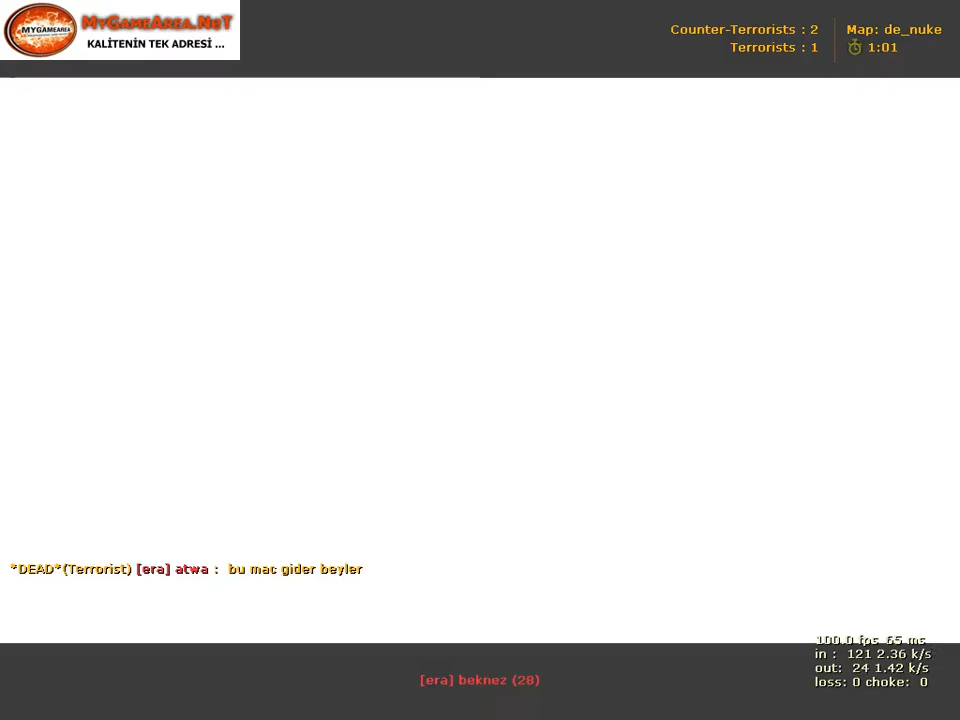 MYGAMEAREA
MyGameArea.NeT
KALİTENİN TEK ADRESİ ...
Counter-Terrorists : 2
Terrorists : 1
Map: de_nuke
1:01
*DEAD*(Terrorist) [era] atwa :  bu mac gider beyler
100.0 fps  65 ms
in :  121 2.36 k/s
out:  24 1.42 k/s
loss: 0 choke:  0
[era] beknez (28)